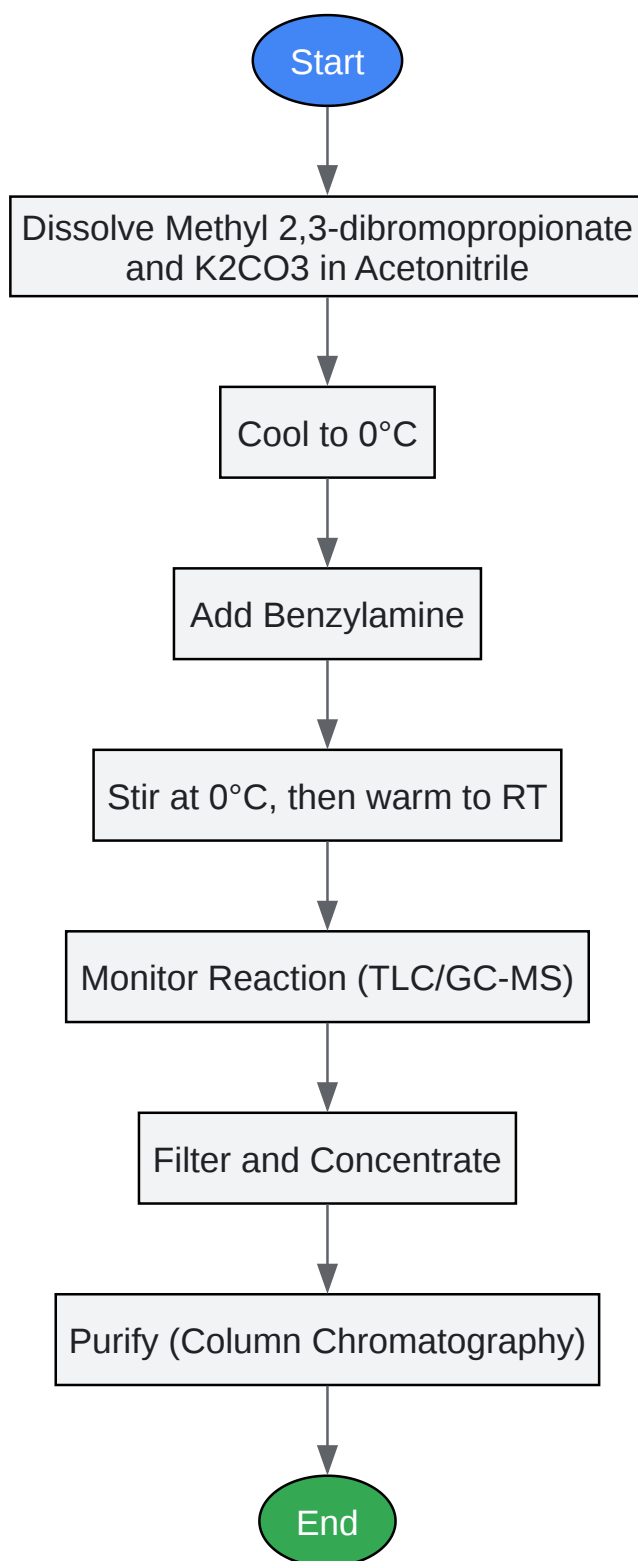 Start
Dissolve Methyl 2,3-dibromopropionate
and K2CO3 in Acetonitrile
Cool to 0°C
Add Benzylamine
Stir at 0°C, then warm to RT
Monitor Reaction (TLC/GC-MS)
Filter and Concentrate
Purify (Column Chromatography)
End